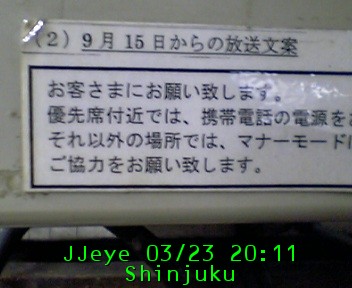 (2) 9月15日からの放送文案
お客さまにお願い致します。
優先席付近では、携帯電話の電源をお
それ以外の場所では、マナーモードに
ご協力をお願い致します。
JJeye 03/23 20:11
Shinjuku